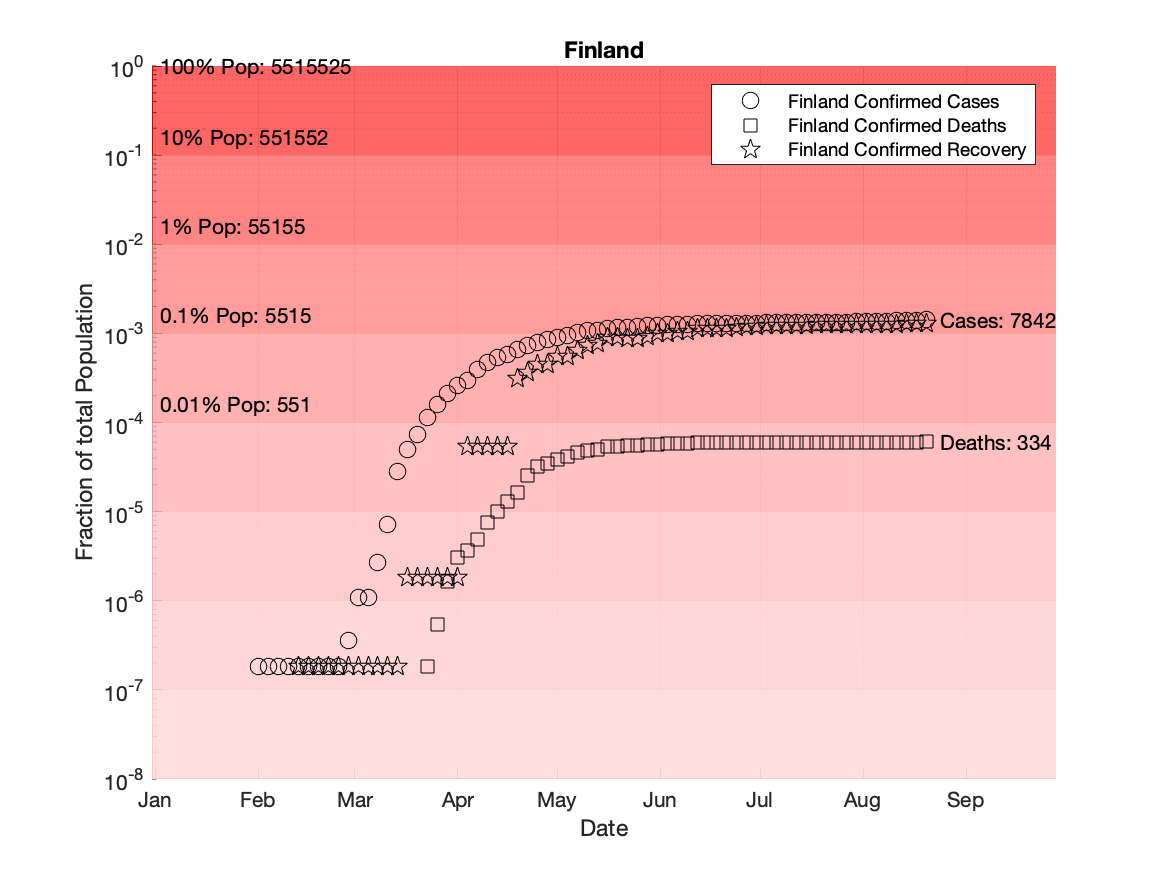 Finland
10^0
100% Pop: 5515525
Finland Confirmed Cases
Finland Confirmed Deaths
Finland Confirmed Recovery
10% Pop: 551552
10^-1
1% Pop: 55155
10^-2
0.1% Pop: 5515
10^-3
Cases: 7842
0.01% Pop: 551
10^-4
Deaths: 334
10^-5
10^-6
10^-7
10^-8
Fraction of total Population
Jan Feb Mar Apr May Jun Jul Aug Sep
Date